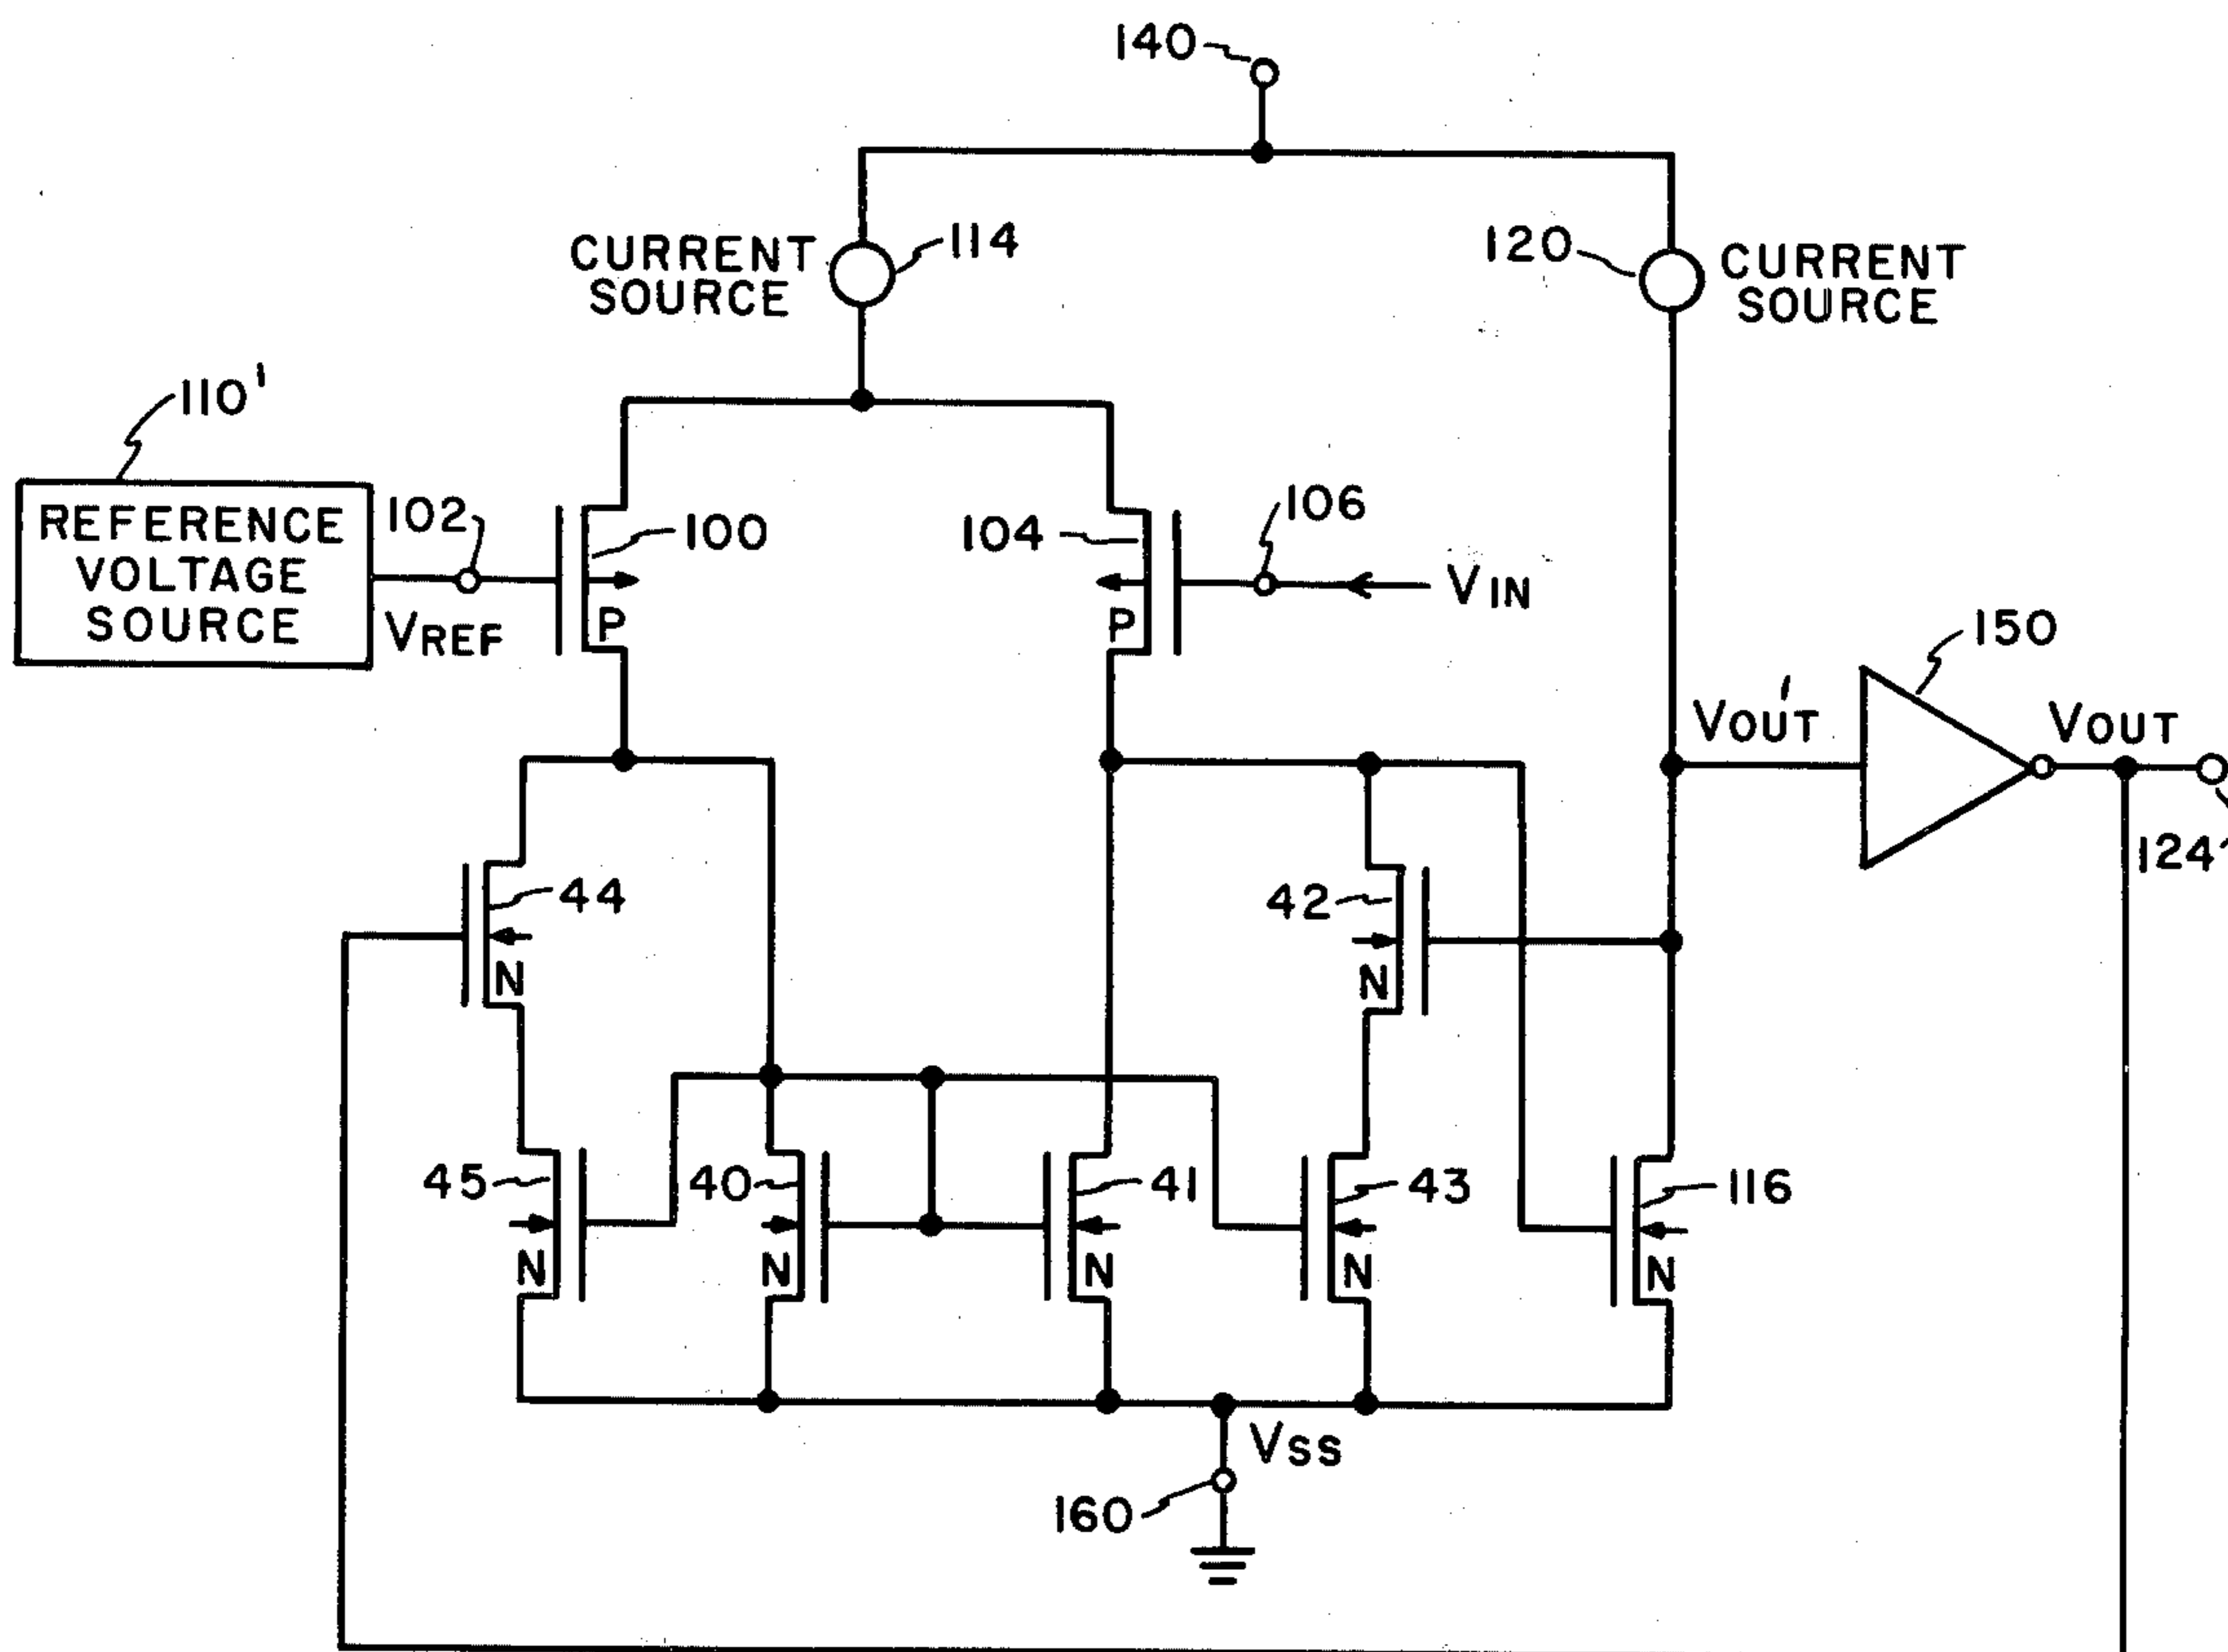 140
CURRENT
SOURCE
114
120
CURRENT
SOURCE
110'
REFERENCE
VOLTAGE
SOURCE
102
VREF
100
P
104
P
106
VIN
150
VOUT'
VOUT
124
44
N
42
N
45
N
40
N
41
N
43
N
116
N
VSS
160